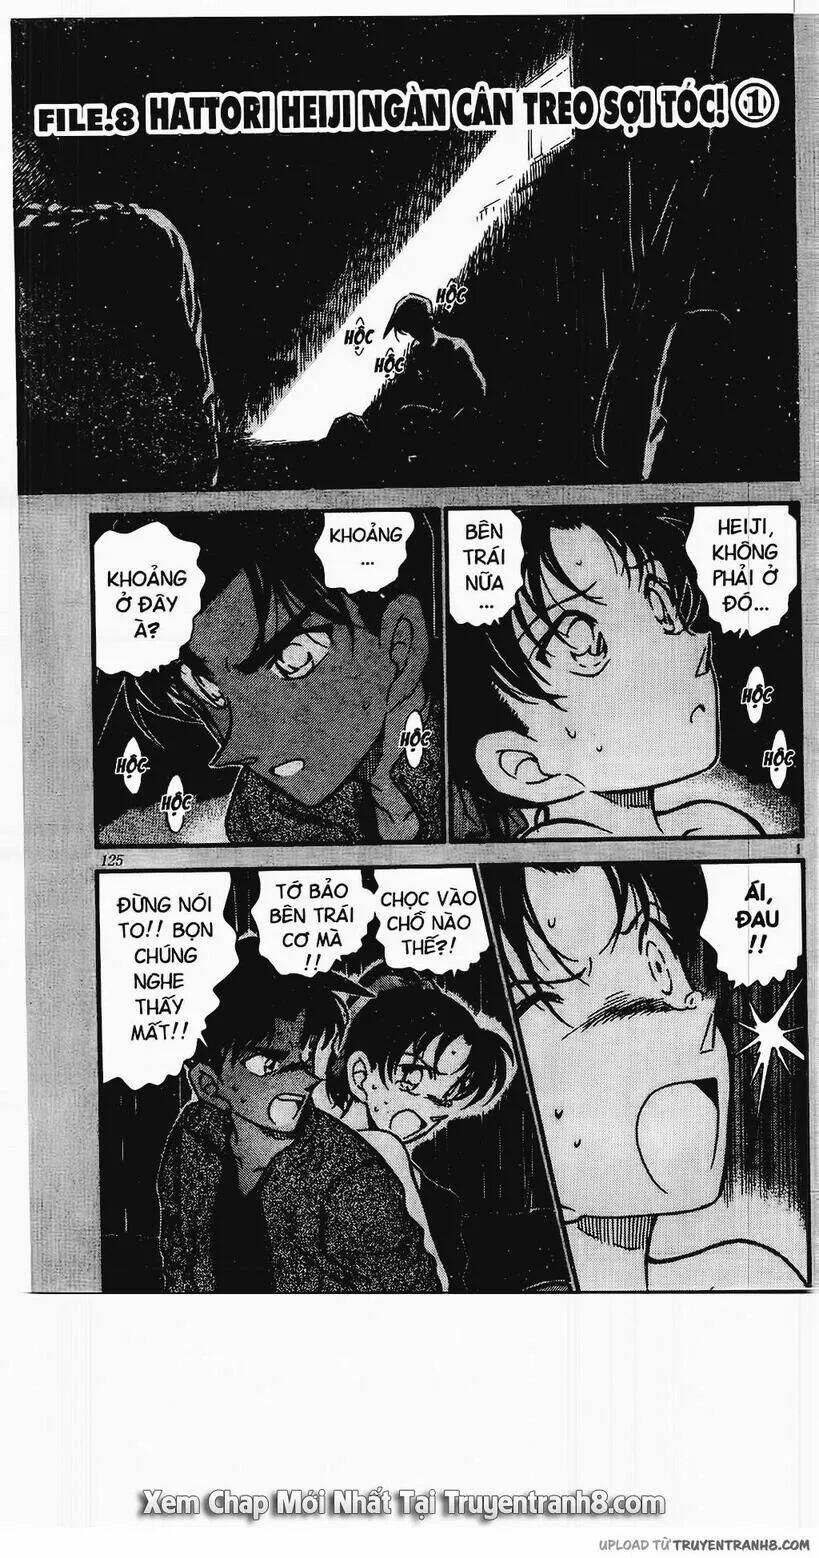 FILE.8 HATTORI HEIJI NGÀN CÂN TREO SỢI TÓC! ①
HỘC
HỘC
HỘC
HEIJI,
KHÔNG
PHẢI Ở
ĐÓ...
BÊN
TRÁI
NỮA
...
HỘC
HỘC
KHOẢNG
...
KHOẢNG
Ở ĐÂY
À?
HỘC
HỘC
HỘC
125
1
ÁI,
ĐAU
!!
CHỌC VÀO
CHỖ NÀO
THẾ?!
TỚ BẢO
BÊN TRÁI
CƠ MÀ
!!
ĐỪNG NÓI
TO!! BỌN
CHÚNG
NGHE
THẤY
MẤT!!
Xem Chap Mới Nhất Tại Truyentranh8.com
UPLOAD TỪ TRUYENTRANH8.COM